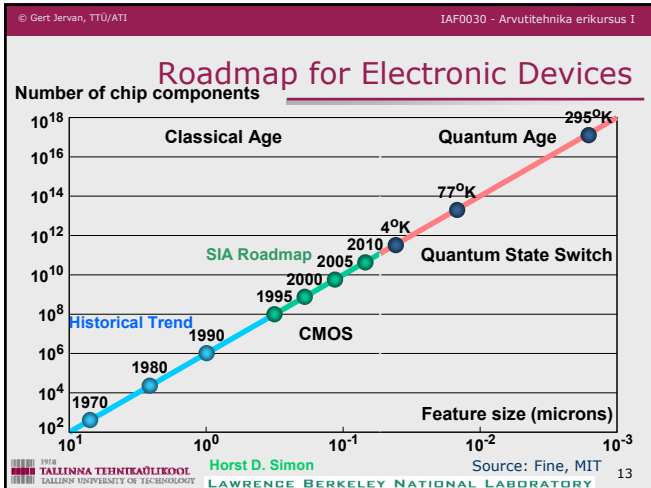 © Gert Jervan, TTÜ/ATI IAF0030 - Arvutitehnika erikursus I
Roadmap for Electronic Devices
Number of chip components
10^18
10^16
10^14
10^12
10^10
10^8
10^6
10^4
10^2
Classical Age
Quantum Age
295°K
77°K
4°K
SIA Roadmap
2010
2005
2000
1995
Quantum State Switch
Historical Trend
1990
CMOS
1980
1970
Feature size (microns)
10^1 10^0 10^-1 10^-2 10^-3
1918
TALLINNA TEHNIKAÜLIKOOL
TALLINN UNIVERSITY OF TECHNOLOGY
Horst D. Simon
Source: Fine, MIT
LAWRENCE BERKELEY NATIONAL LABORATORY
13